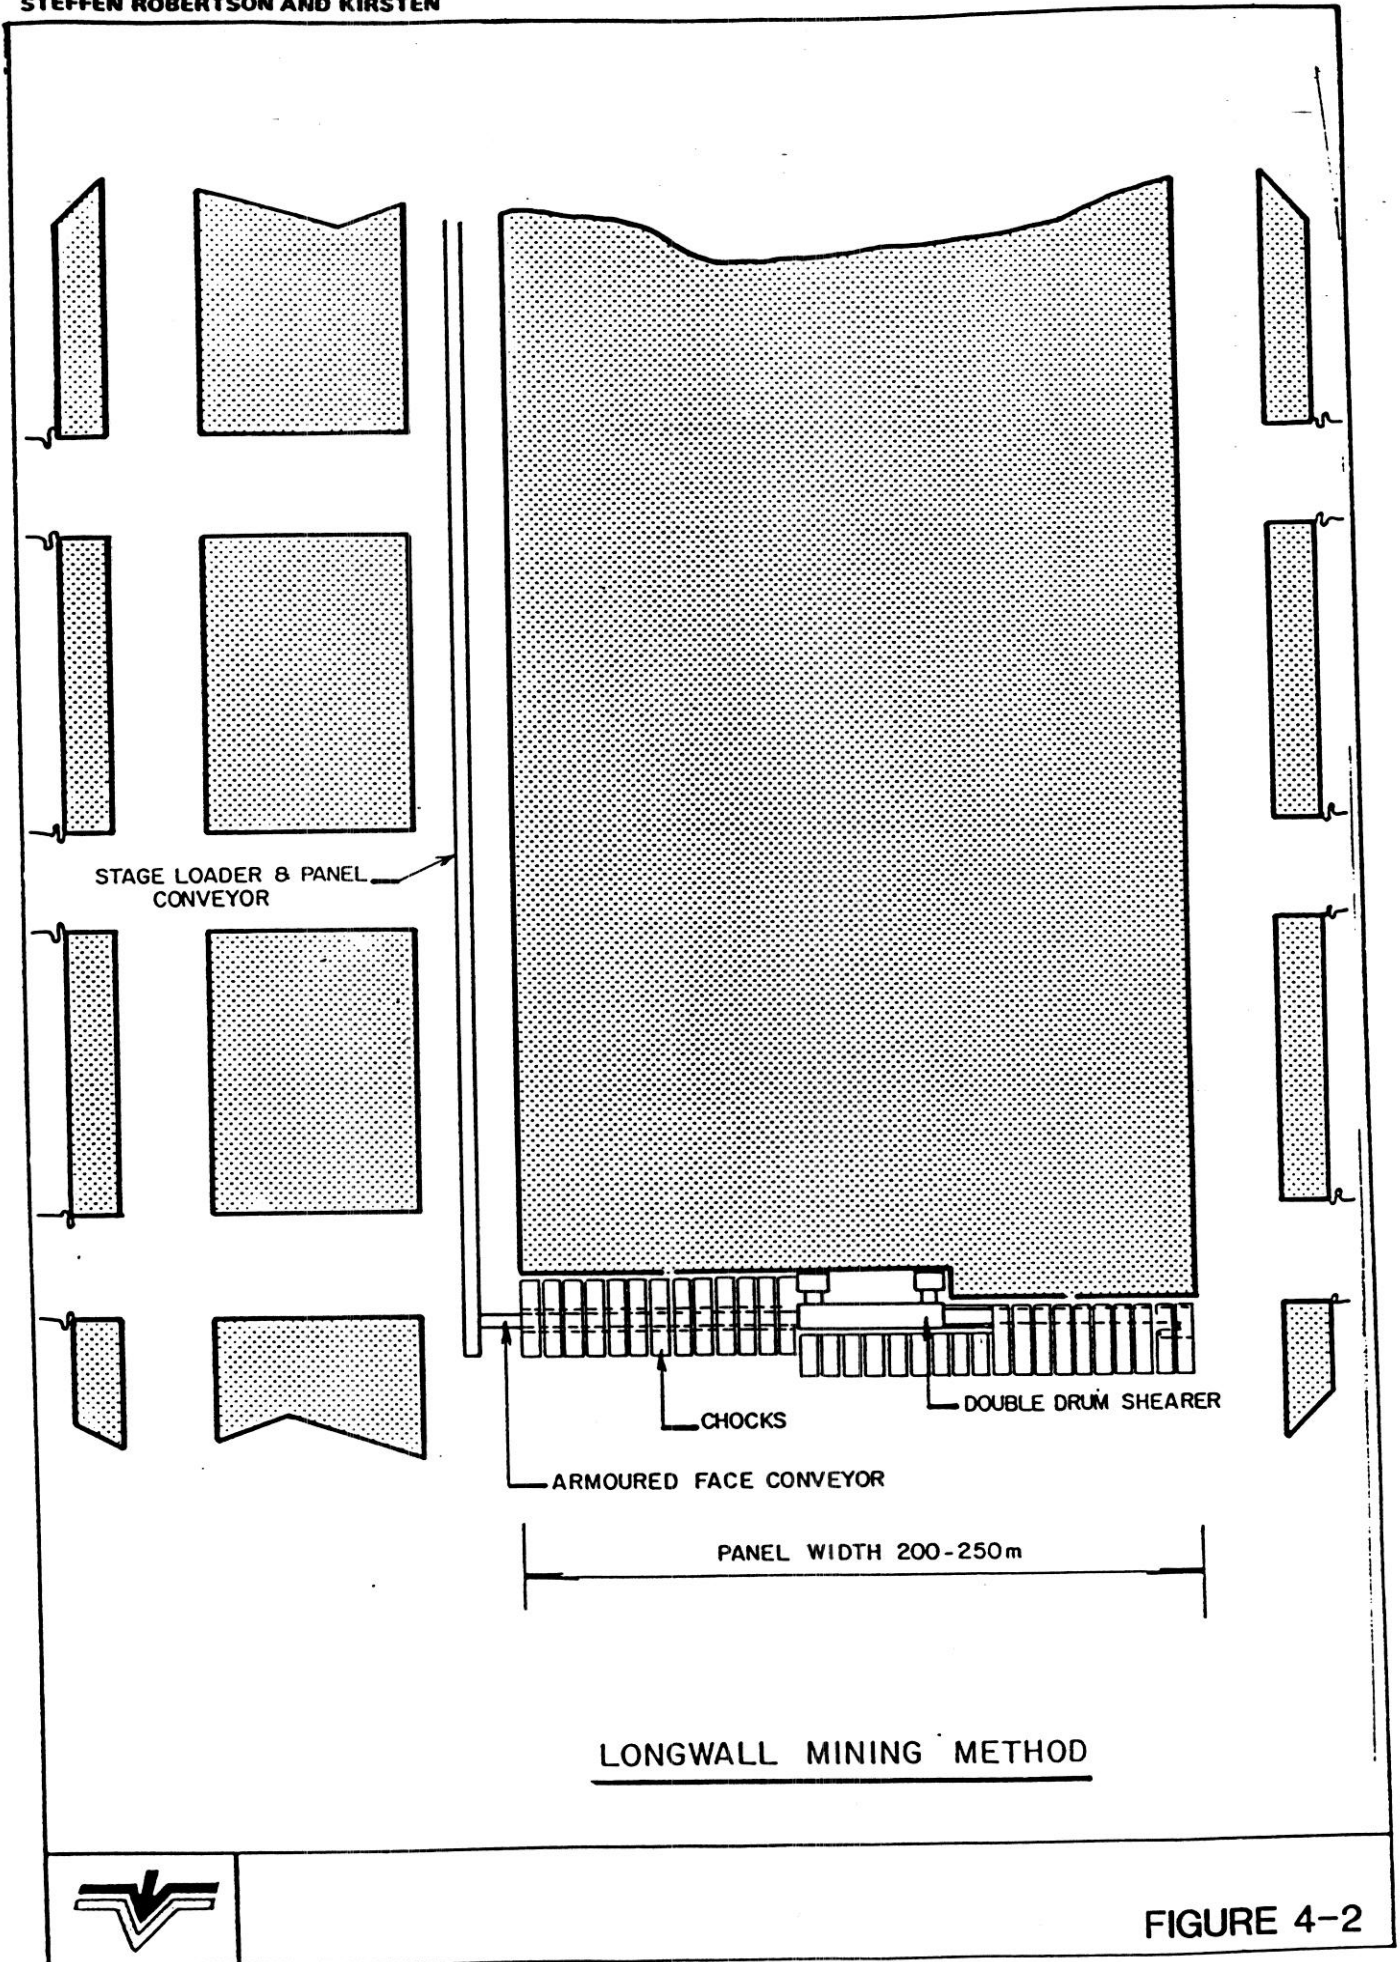 STEFFEN ROBERTSON AND KIRSTEN
STAGE LOADER & PANEL
CONVEYOR
DOUBLE DRUM SHEARER
CHOCKS
ARMOURED FACE CONVEYOR
PANEL WIDTH 200-250m
LONGWALL MINING METHOD
FIGURE 4-2